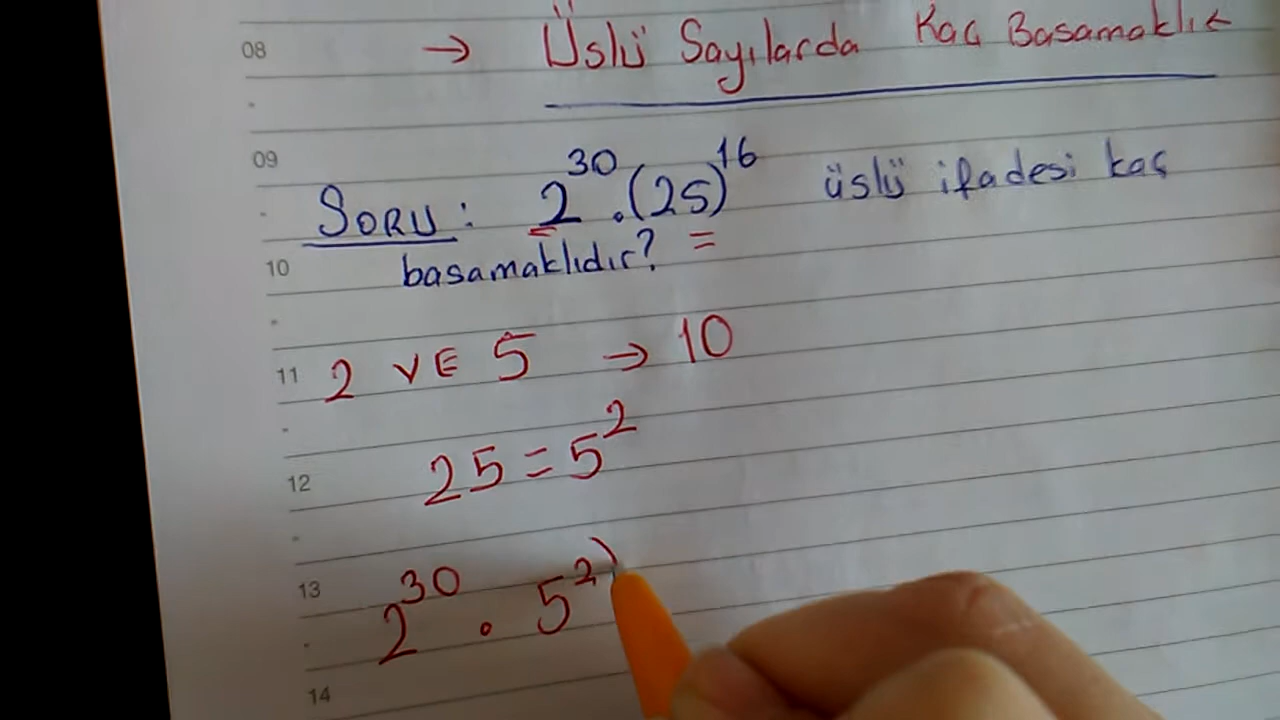 08 → Üslü Sayılarda Kaç Basamaklık
09
SORU : 2^30 . (25)^16 üslü ifadesi kaç
10 basamaklıdır? =
11 2 VE 5 → 10
12 25 = 5^2
13 2^30 . 5^2)
14